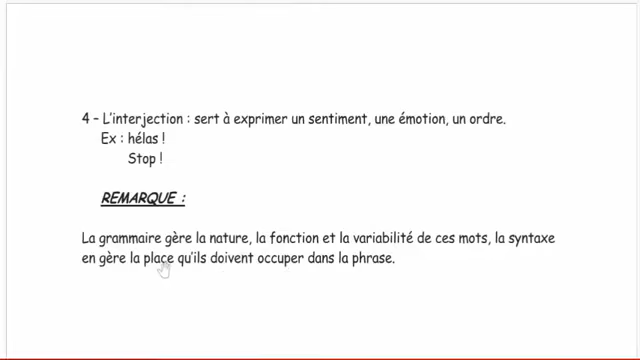 4 – L'interjection : sert à exprimer un sentiment, une émotion, un ordre.
Ex : hélas !
Stop !
REMARQUE :
La grammaire gère la nature, la fonction et la variabilité de ces mots, la syntaxe
en gère la place qu'ils doivent occuper dans la phrase.